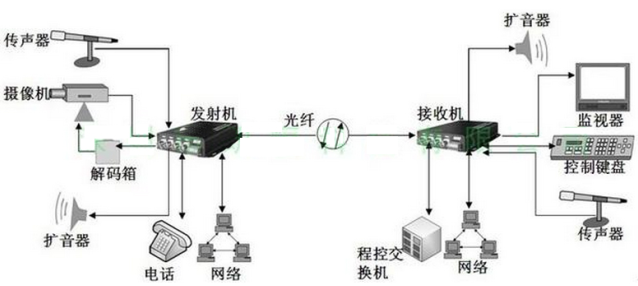 扩音器
传声器
摄像机
发射机
光纤
接收机
监视器
解码箱
控制键盘
扩音器
电话
网络
程控交
换机
网络
传声器